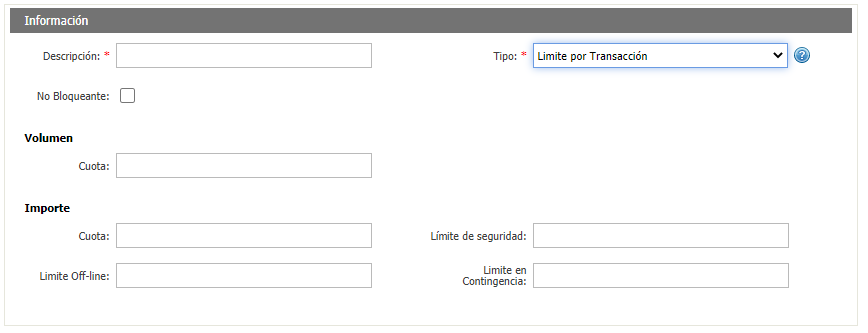 Información
Descripción: *
Tipo: * Limite por Transacción
No Bloqueante:
Volumen
Cuota:
Importe
Cuota:
Límite de seguridad:
Limite Off-line:
Limite en
Contingencia: